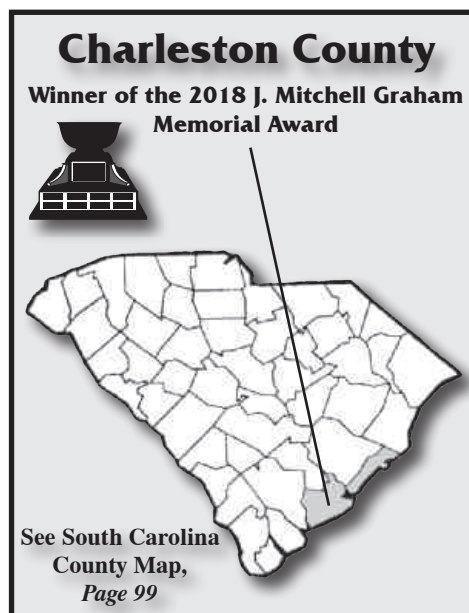 Charleston County
Winner of the 2018 J. Mitchell Graham
Memorial Award
See South Carolina
County Map,
Page 99